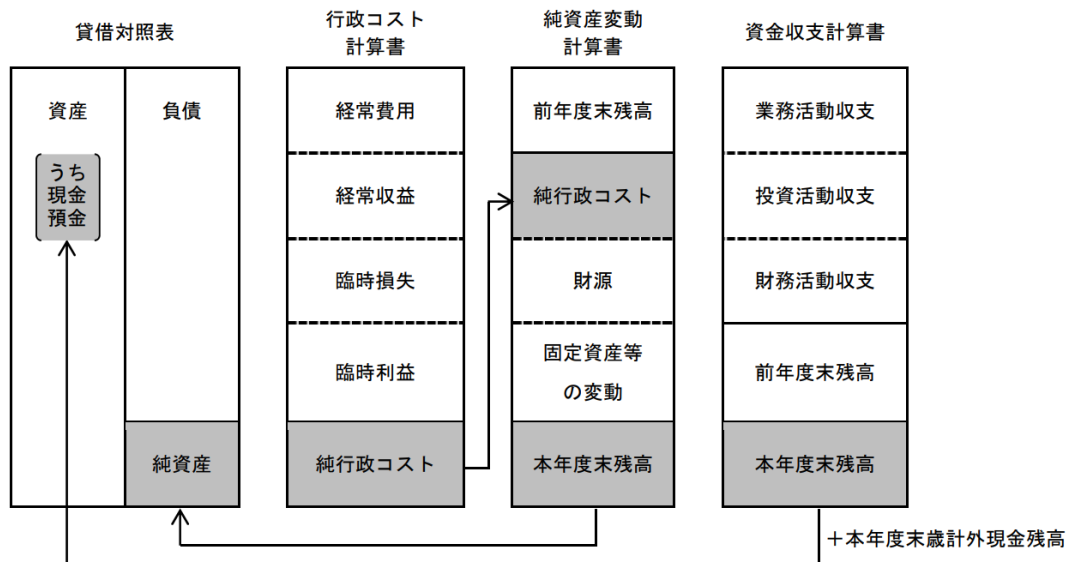 貸借対照表
資産
うち
現金
預金
負債
純資産
行政コスト
計算書
経常費用
経常収益
臨時損失
臨時利益
純行政コスト
純資産変動
計算書
前年度末残高
純行政コスト
財源
固定資産等
の変動
本年度末残高
資金収支計算書
業務活動収支
投資活動収支
財務活動収支
前年度末残高
本年度末残高
＋本年度末歳計外現金残高